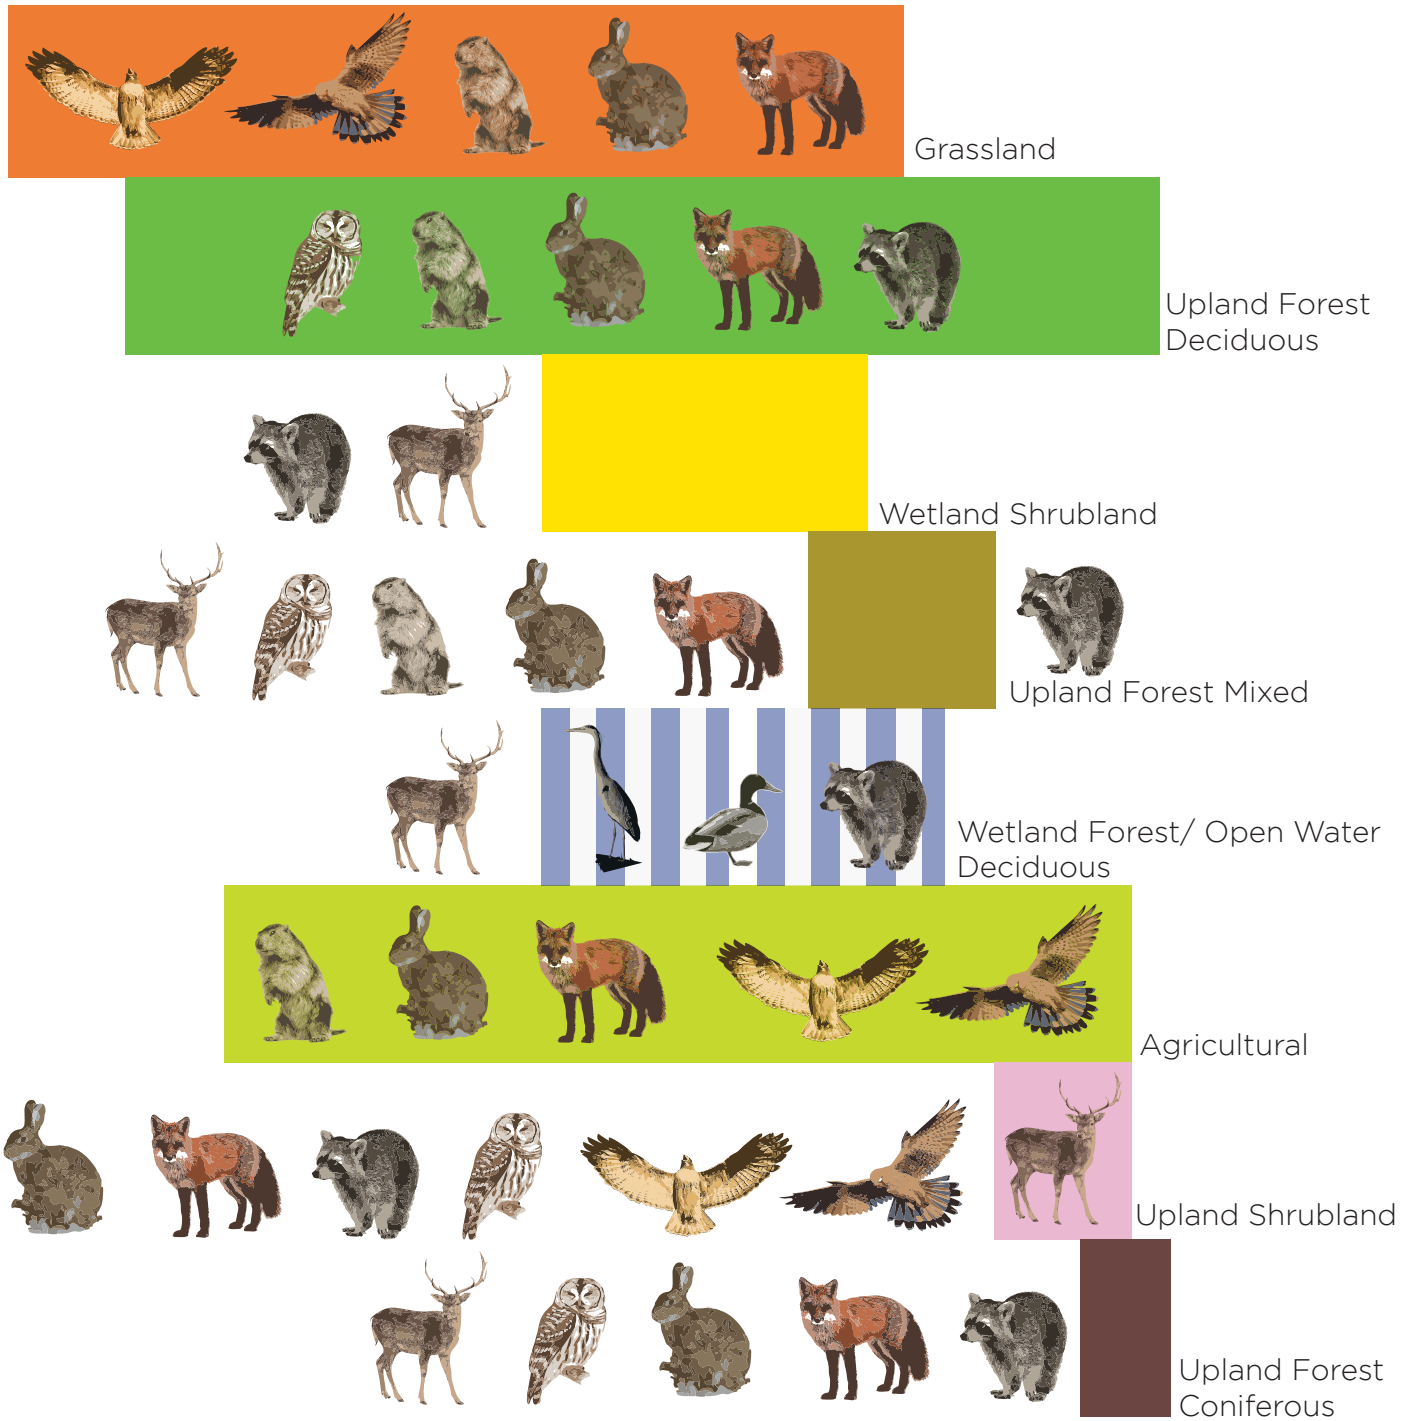 Grassland
Upland Forest
Deciduous
Wetland Shrubland
Upland Forest Mixed
Wetland Forest/ Open Water
Deciduous
Agricultural
Upland Shrubland
Upland Forest
Coniferous